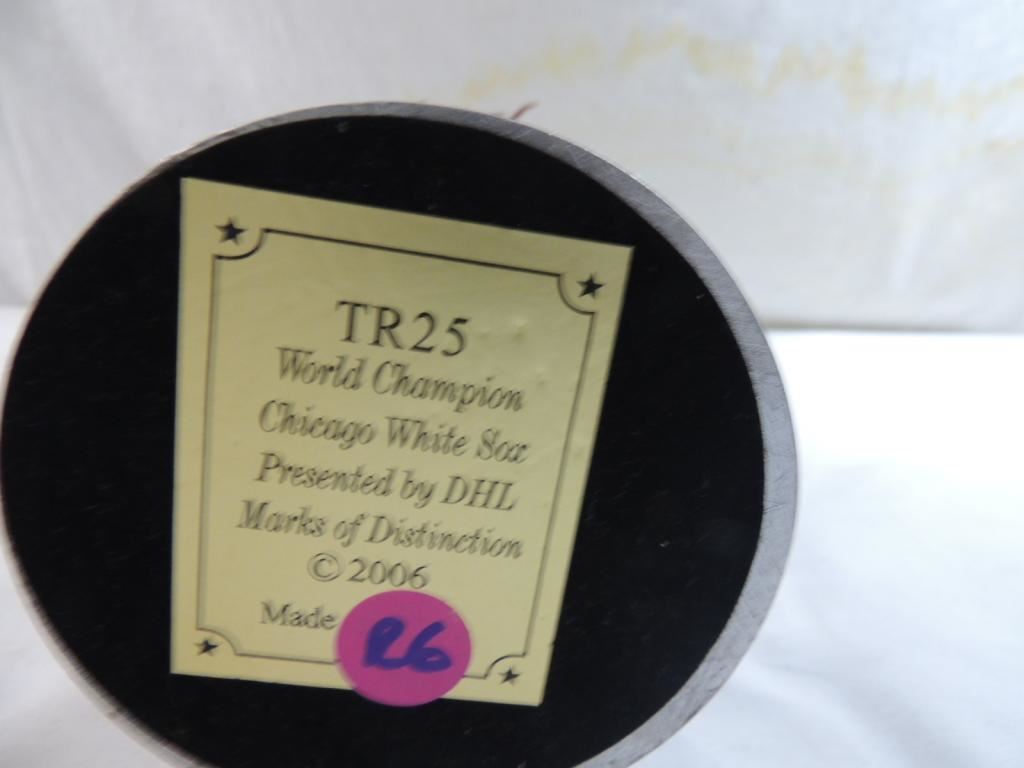 TR25
World Champion
Chicago White Sox
Presented by DHL
Marks of Distinction
© 2006
Made
R6